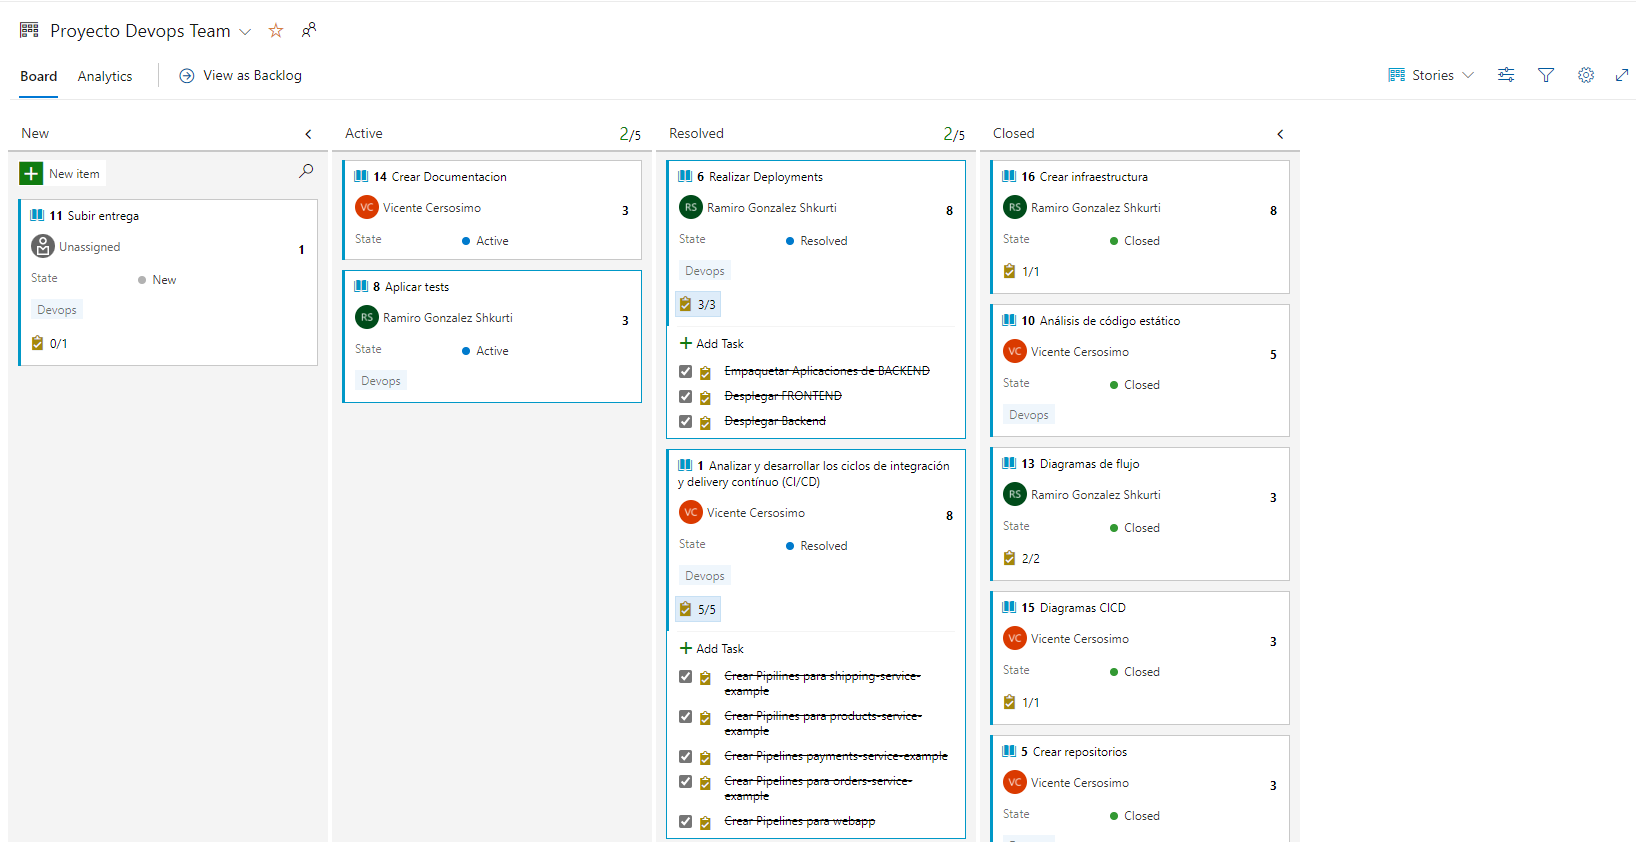 Proyecto Devops Team
Board
Analytics
View as Backlog
Stories
New
New item
11 Subir entrega
Unassigned
1
State
New
Devops
0/1
Active
2/5
14 Crear Documentacion
VC
Vicente Cersosimo
3
State
Active
8 Aplicar tests
RS
Ramiro Gonzalez Shkurti
3
State
Active
Devops
Resolved
2/5
6 Realizar Deployments
RS
Ramiro Gonzalez Shkurti
8
State
Resolved
Devops
3/3
Add Task
Empaquetar Aplicaciones de BACKEND
Desplegar FRONTEND
Desplegar Backend
1 Analizar y desarrollar los ciclos de integración
y delivery contínuo (CI/CD)
VC
Vicente Cersosimo
8
State
Resolved
Devops
5/5
Add Task
Crear Pipilines para shipping-service-
example
Crear Pipilines para products-service-
example
Crear Pipelines payments-service-example
Crear Pipelines para orders-service-
example
Crear Pipelines para webapp
Closed
16 Crear infraestructura
RS
Ramiro Gonzalez Shkurti
8
State
Closed
1/1
10 Análisis de código estático
VC
Vicente Cersosimo
5
State
Closed
Devops
13 Diagramas de flujo
RS
Ramiro Gonzalez Shkurti
3
State
Closed
2/2
15 Diagramas CICD
VC
Vicente Cersosimo
3
State
Closed
1/1
5 Crear repositorios
VC
Vicente Cersosimo
3
State
Closed